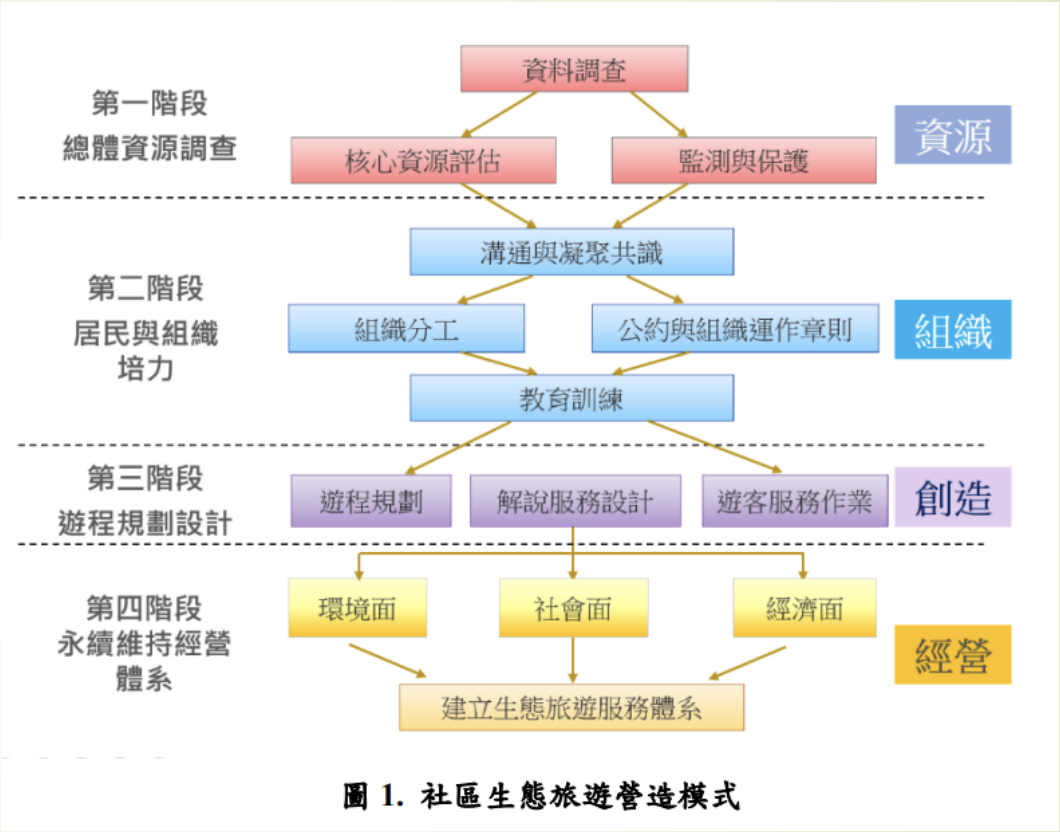 資料調查
第一階段
總體資源調查
核心資源評估
監測與保護
資源
溝通與凝聚共識
第二階段
居民與組織
培力
組織分工
公約與組織運作章則
組織
教育訓練
第三階段
遊程規劃設計
遊程規劃
解說服務設計
遊客服務作業
創造
第四階段
永續維持經營
體系
環境面
社會面
經濟面
經營
建立生態旅遊服務體系
圖 1. 社區生態旅遊營造模式